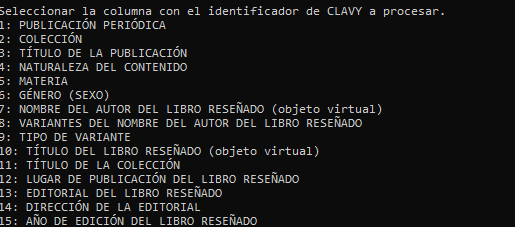 Seleccionar la columna con el identificador de CLAVY a procesar.
1: PUBLICACIÓN PERIÓDICA
2: COLECCIÓN
3: TÍTULO DE LA PUBLICACIÓN
4: NATURALEZA DEL CONTENIDO
5: MATERIA
6: GÉNERO (SEXO)
7: NOMBRE DEL AUTOR DEL LIBRO RESEÑADO (objeto virtual)
8: VARIANTES DEL NOMBRE DEL AUTOR DEL LIBRO RESEÑADO
9: TIPO DE VARIANTE
10: TÍTULO DEL LIBRO RESEÑADO (objeto virtual)
11: TÍTULO DE LA COLECCIÓN
12: LUGAR DE PUBLICACIÓN DEL LIBRO RESEÑADO
13: EDITORIAL DEL LIBRO RESEÑADO
14: DIRECCIÓN DE LA EDITORIAL
15: AÑO DE EDICIÓN DEL LIBRO RESEÑADO